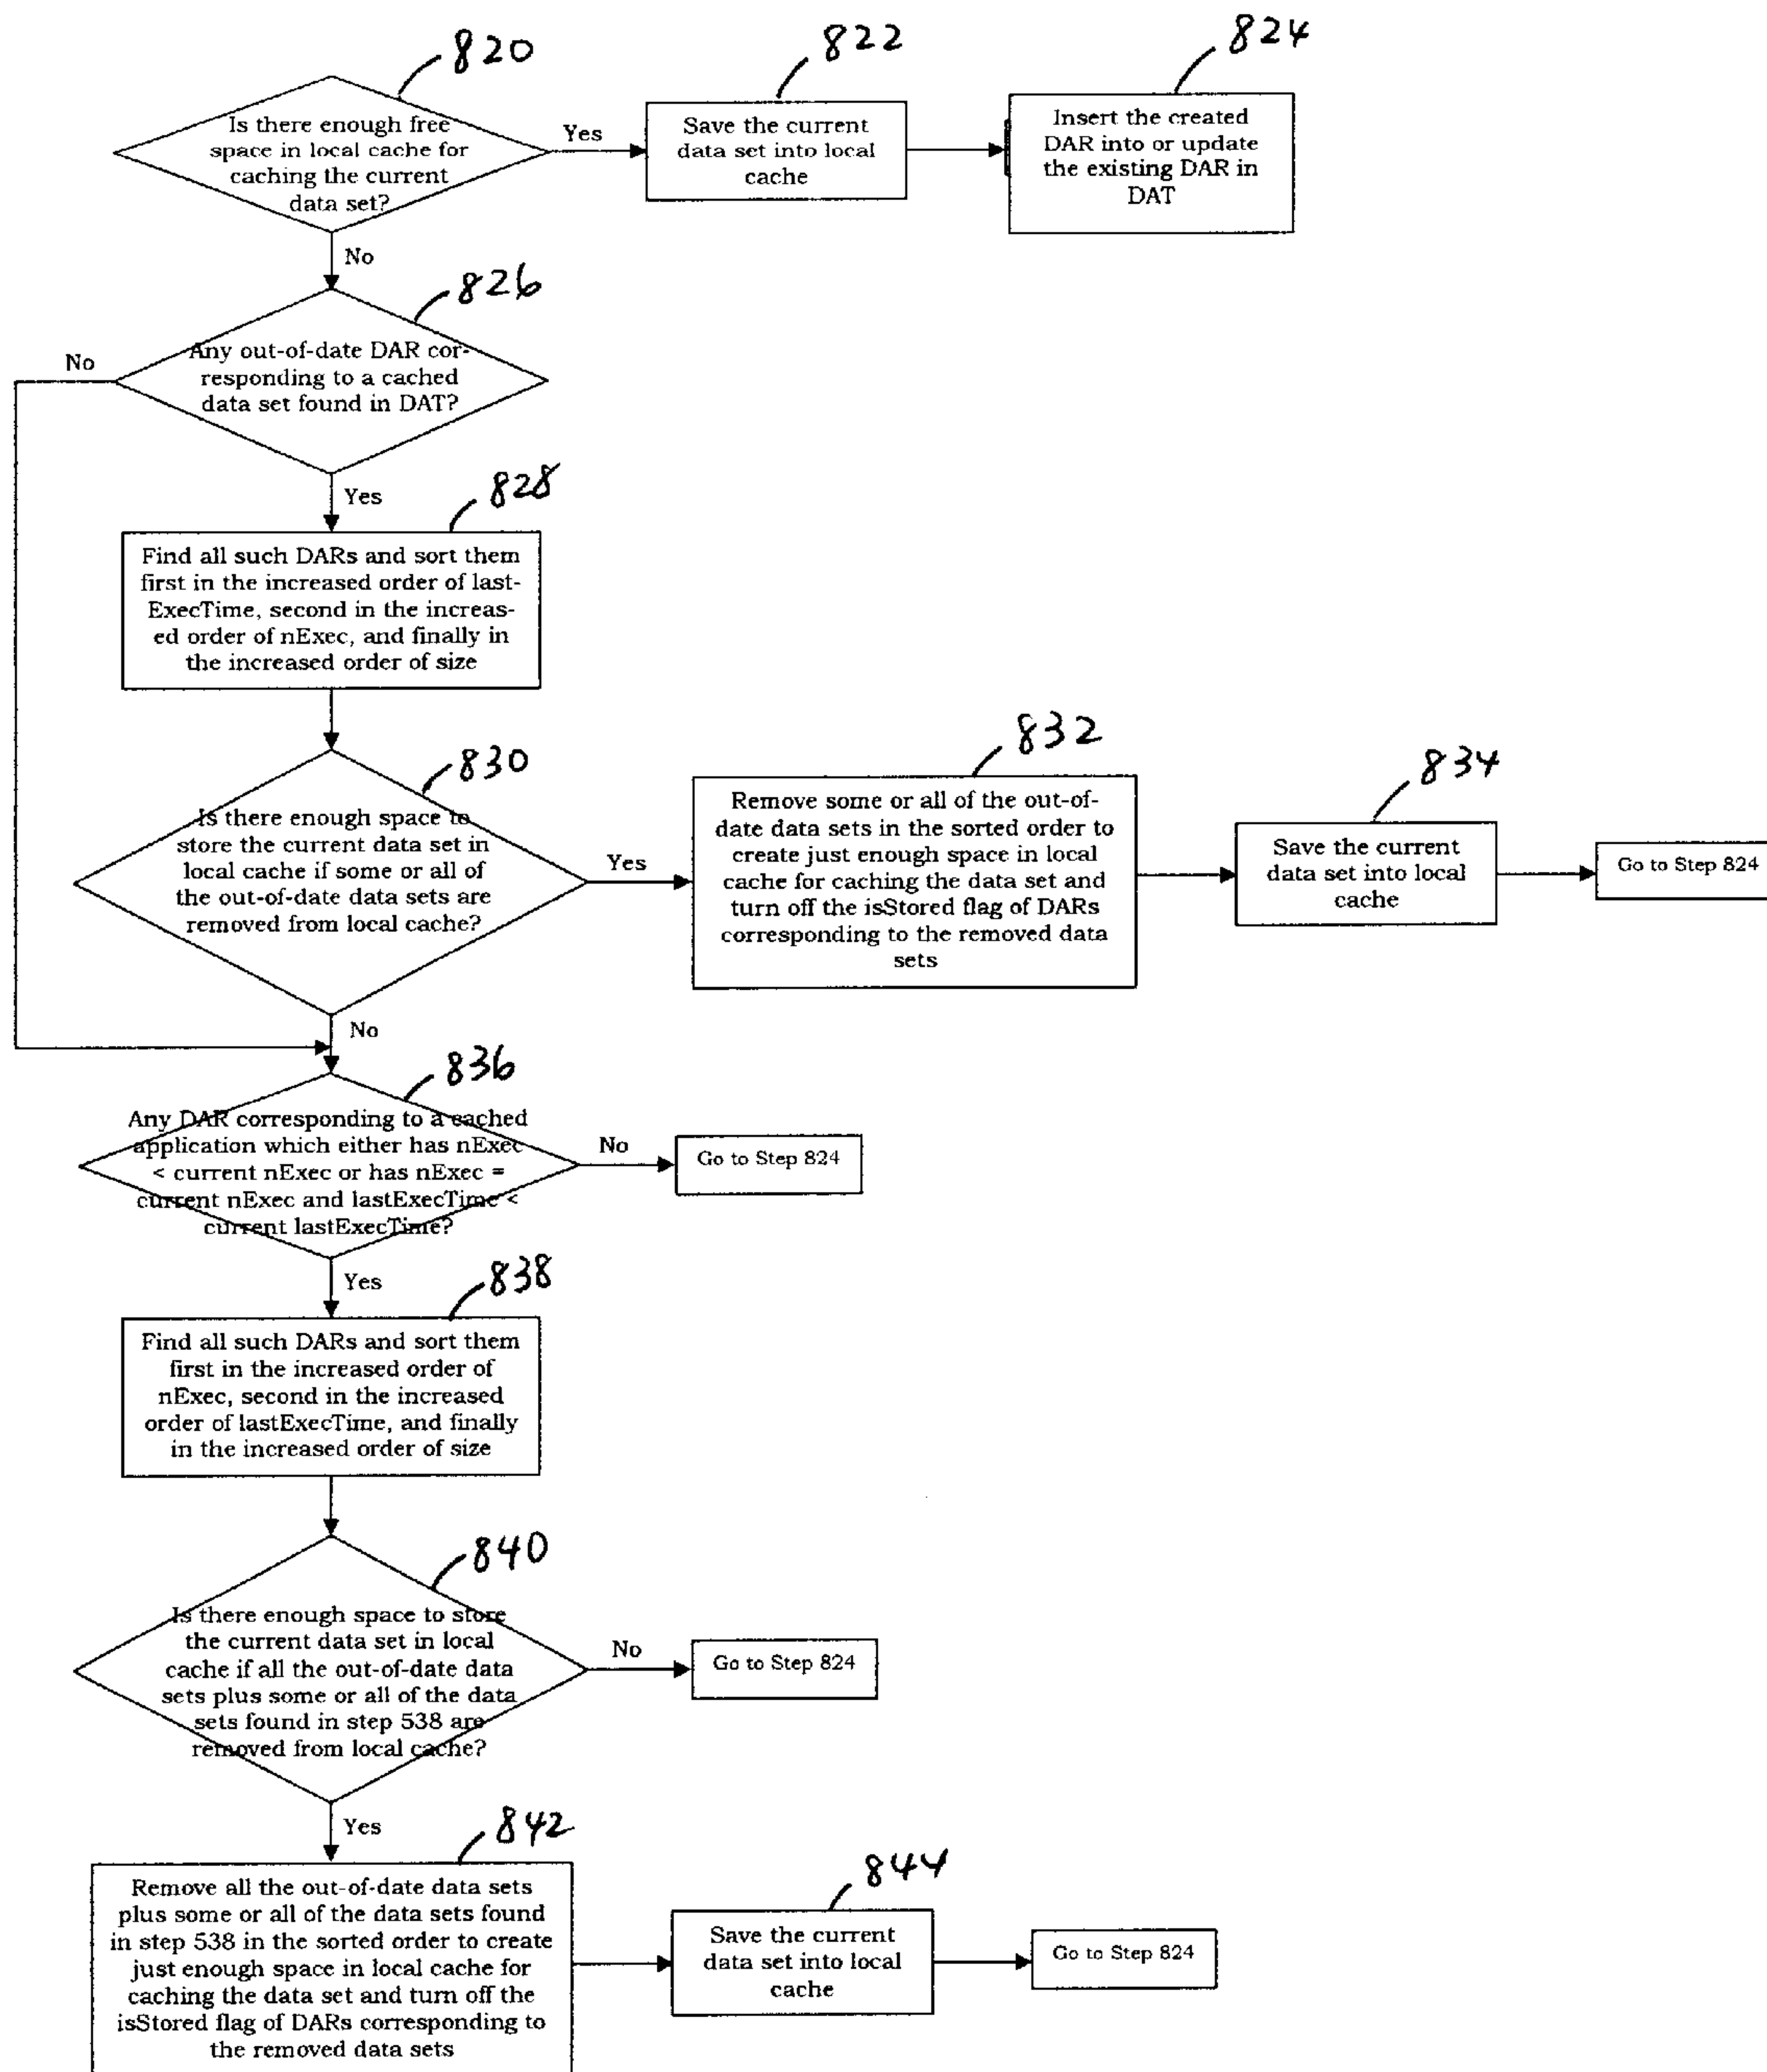 820
Is there enough free
space in local cache for
caching the current
data set?
Yes
822
Save the current
data set into local
cache
824
Insert the created
DAR into or update
the existing DAR in
DAT
No
826
Any out-of-date DAR cor-
responding to a cached
data set found in DAT?
No
Yes
828
Find all such DARs and sort them
first in the increased order of last-
ExecTime, second in the increas-
ed order of nExec, and finally in
the increased order of size
830
Is there enough space to
store the current data set in
local cache if some or all of
the out-of-date data sets are
removed from local cache?
Yes
832
Remove some or all of the out-of-
date data sets in the sorted order to
create just enough space in local
cache for caching the data set and
turn off the isStored flag of DARs
corresponding to the removed data
sets
834
Save the current
data set into local
cache
Go to Step 824
No
836
Any DAR corresponding to a cached
application which either has nExec
< current nExec or has nExec =
current nExec and lastExecTime <
current lastExecTime?
No
Go to Step 824
Yes
838
Find all such DARs and sort them
first in the increased order of
nExec, second in the increased
order of lastExecTime, and finally
in the increased order of size
840
Is there enough space to store
the current data set in local
cache if all the out-of-date data
sets plus some or all of the data
sets found in step 538 are
removed from local cache?
No
Go to Step 824
Yes
842
Remove all the out-of-date data sets
plus some or all of the data sets found
in step 538 in the sorted order to create
just enough space in local cache for
caching the data set and turn off the
isStored flag of DARs corresponding to
the removed data sets
844
Save the current
data set into local
cache
Go to Step 824